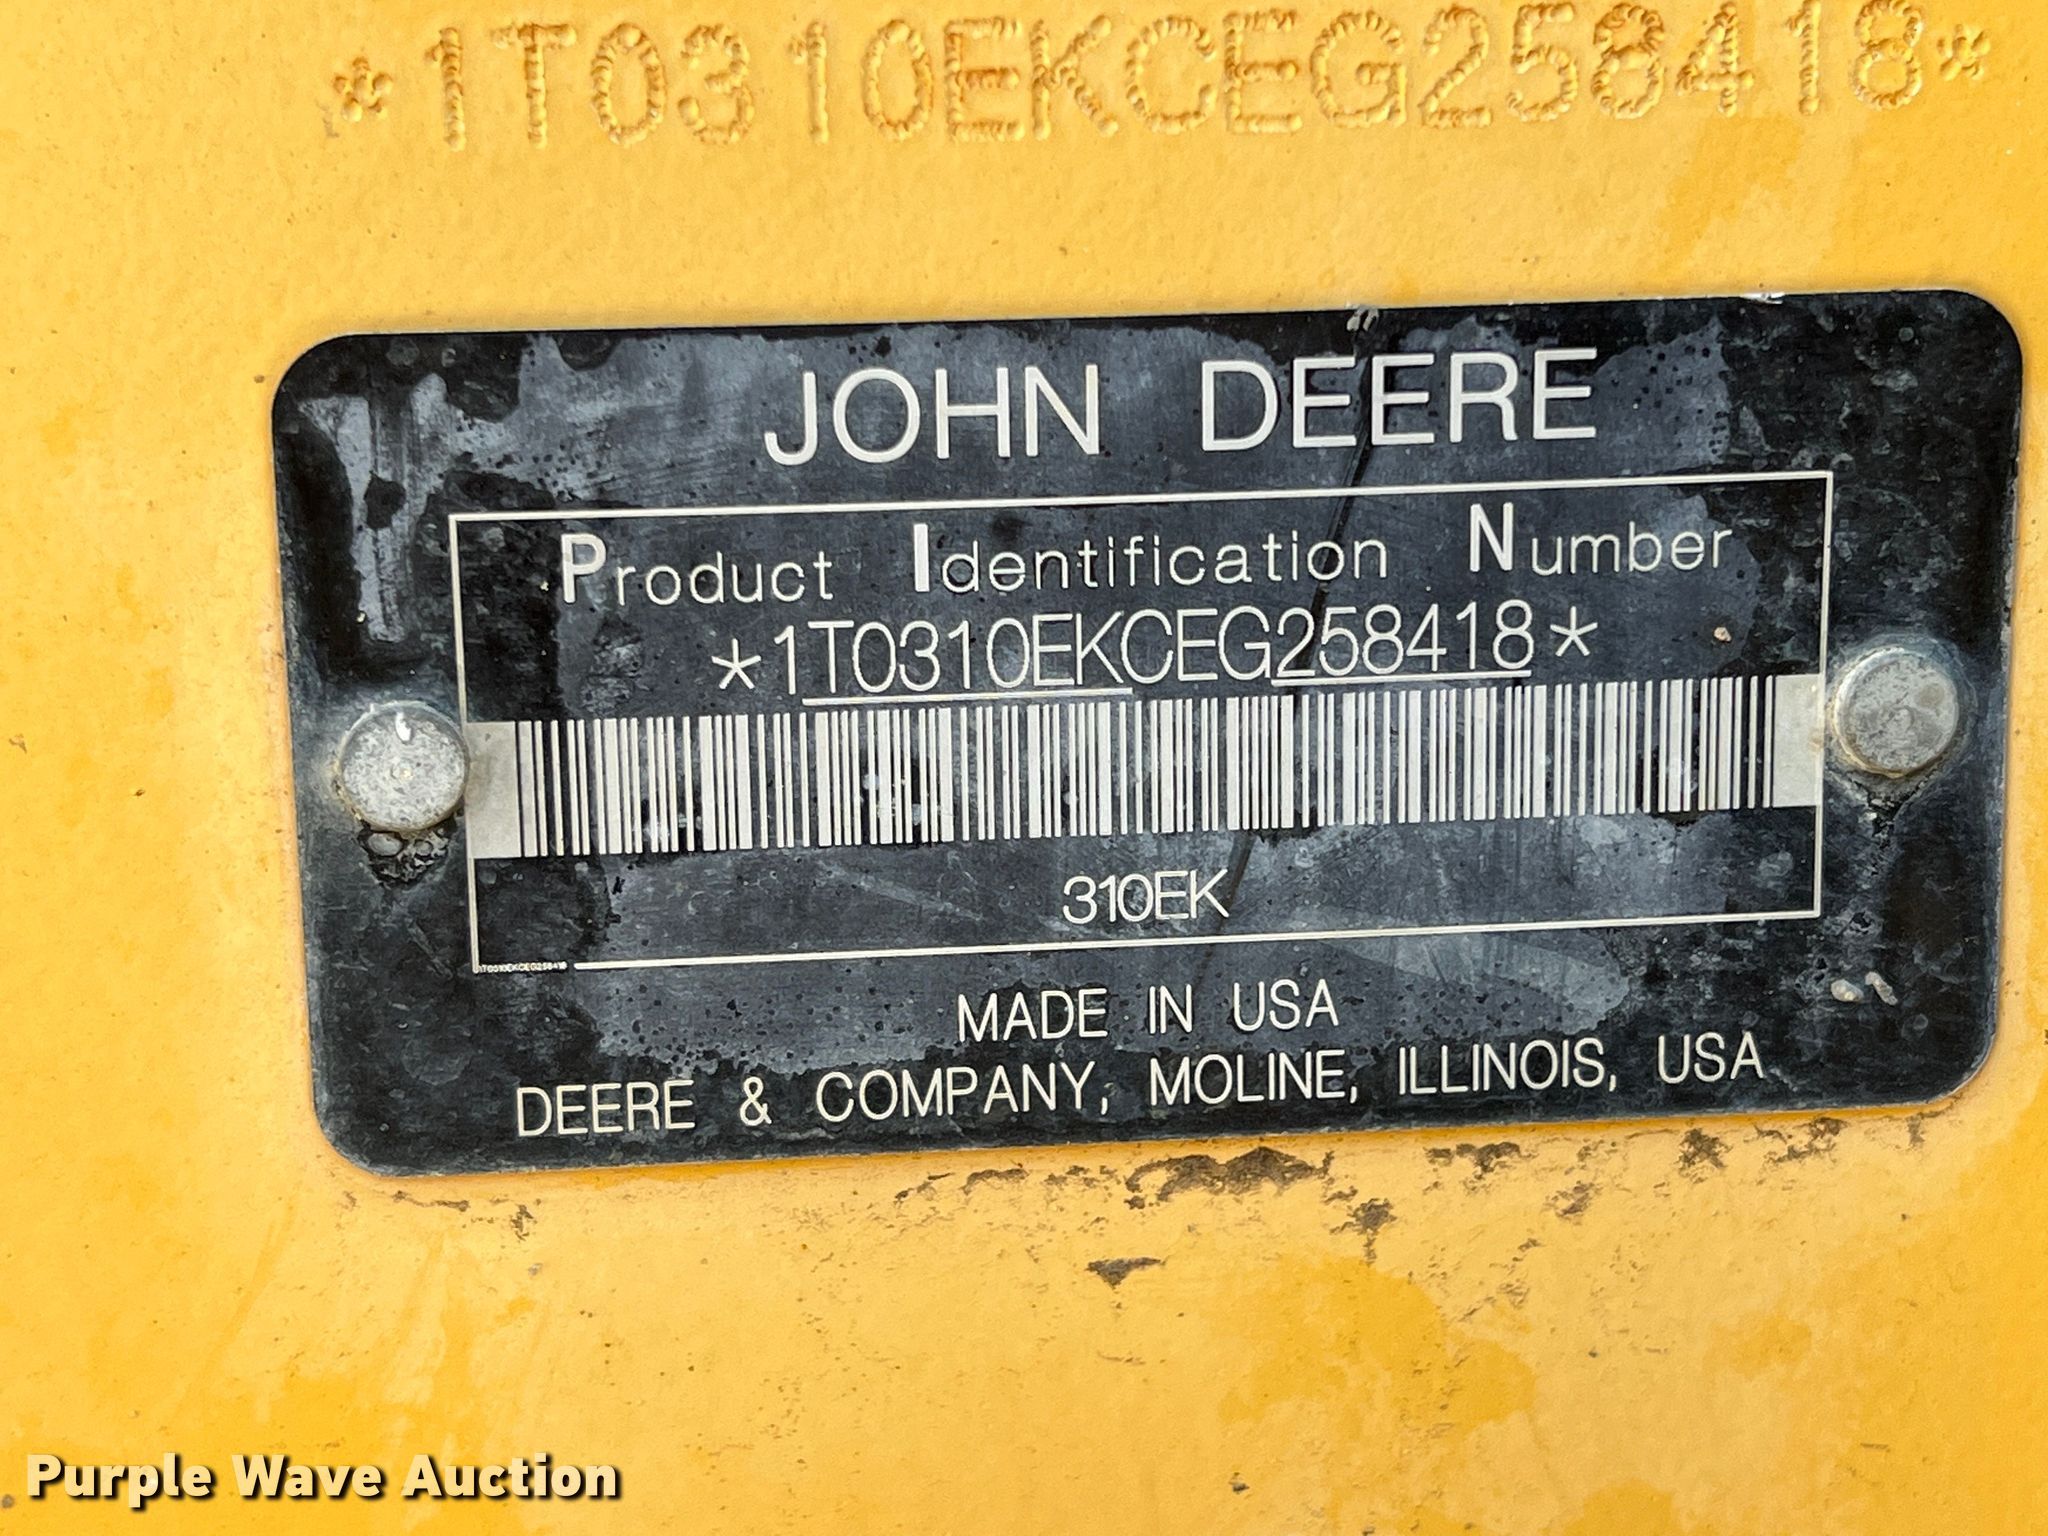 *1T0310EKCEG258418*
JOHN DEERE
Product Identification Number
*1T0310EKCEG258418*
310EK
1T0310EKCEG258418
MADE IN USA
DEERE & COMPANY, MOLINE, ILLINOIS, USA
Purple Wave Auction